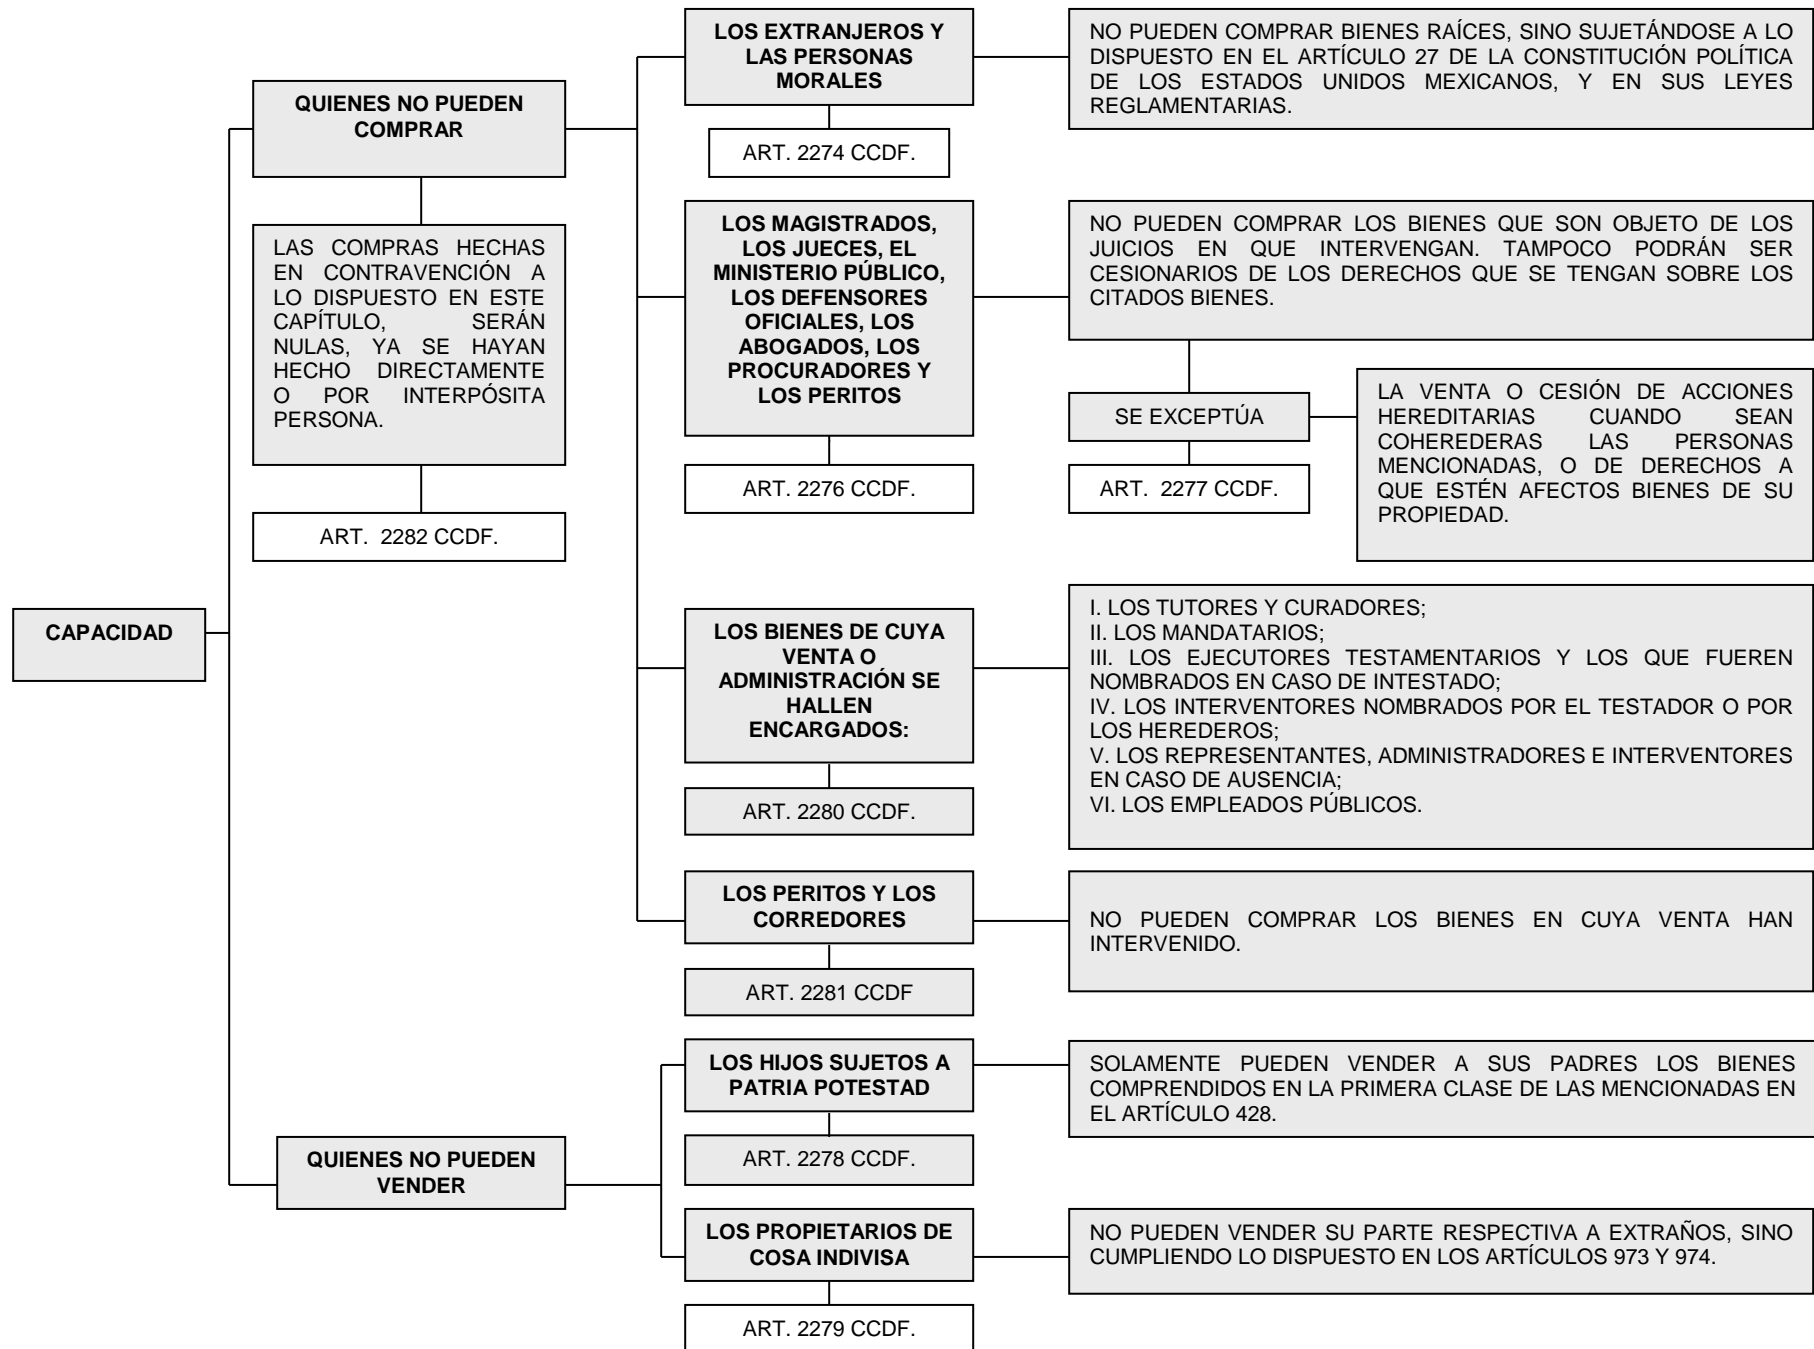 CAPACIDAD
QUIENES NO PUEDEN
COMPRAR
LAS COMPRAS HECHAS
EN CONTRAVENCIÓN A
LO DISPUESTO EN ESTE
CAPÍTULO, SERÁN
NULAS, YA SE HAYAN
HECHO DIRECTAMENTE
O POR INTERPÓSITA
PERSONA.
ART. 2282 CCDF.
LOS EXTRANJEROS Y
LAS PERSONAS
MORALES
ART. 2274 CCDF.
NO PUEDEN COMPRAR BIENES RAÍCES, SINO SUJETÁNDOSE A LO
DISPUESTO EN EL ARTÍCULO 27 DE LA CONSTITUCIÓN POLÍTICA
DE LOS ESTADOS UNIDOS MEXICANOS, Y EN SUS LEYES
REGLAMENTARIAS.
LOS MAGISTRADOS,
LOS JUECES, EL
MINISTERIO PÚBLICO,
LOS DEFENSORES
OFICIALES, LOS
ABOGADOS, LOS
PROCURADORES Y
LOS PERITOS
ART. 2276 CCDF.
NO PUEDEN COMPRAR LOS BIENES QUE SON OBJETO DE LOS
JUICIOS EN QUE INTERVENGAN. TAMPOCO PODRÁN SER
CESIONARIOS DE LOS DERECHOS QUE SE TENGAN SOBRE LOS
CITADOS BIENES.
SE EXCEPTÚA
ART. 2277 CCDF.
LA VENTA O CESIÓN DE ACCIONES
HEREDITARIAS CUANDO SEAN
COHEREDERAS LAS PERSONAS
MENCIONADAS, O DE DERECHOS A
QUE ESTÉN AFECTOS BIENES DE SU
PROPIEDAD.
LOS BIENES DE CUYA
VENTA O
ADMINISTRACIÓN SE
HALLEN
ENCARGADOS:
ART. 2280 CCDF.
I. LOS TUTORES Y CURADORES;
II. LOS MANDATARIOS;
III. LOS EJECUTORES TESTAMENTARIOS Y LOS QUE FUEREN
NOMBRADOS EN CASO DE INTESTADO;
IV. LOS INTERVENTORES NOMBRADOS POR EL TESTADOR O POR
LOS HEREDEROS;
V. LOS REPRESENTANTES, ADMINISTRADORES E INTERVENTORES
EN CASO DE AUSENCIA;
VI. LOS EMPLEADOS PÚBLICOS.
LOS PERITOS Y LOS
CORREDORES
ART. 2281 CCDF
NO PUEDEN COMPRAR LOS BIENES EN CUYA VENTA HAN
INTERVENIDO.
QUIENES NO PUEDEN
VENDER
LOS HIJOS SUJETOS A
PATRIA POTESTAD
ART. 2278 CCDF.
SOLAMENTE PUEDEN VENDER A SUS PADRES LOS BIENES
COMPRENDIDOS EN LA PRIMERA CLASE DE LAS MENCIONADAS EN
EL ARTÍCULO 428.
LOS PROPIETARIOS DE
COSA INDIVISA
ART. 2279 CCDF.
NO PUEDEN VENDER SU PARTE RESPECTIVA A EXTRAÑOS, SINO
CUMPLIENDO LO DISPUESTO EN LOS ARTÍCULOS 973 Y 974.